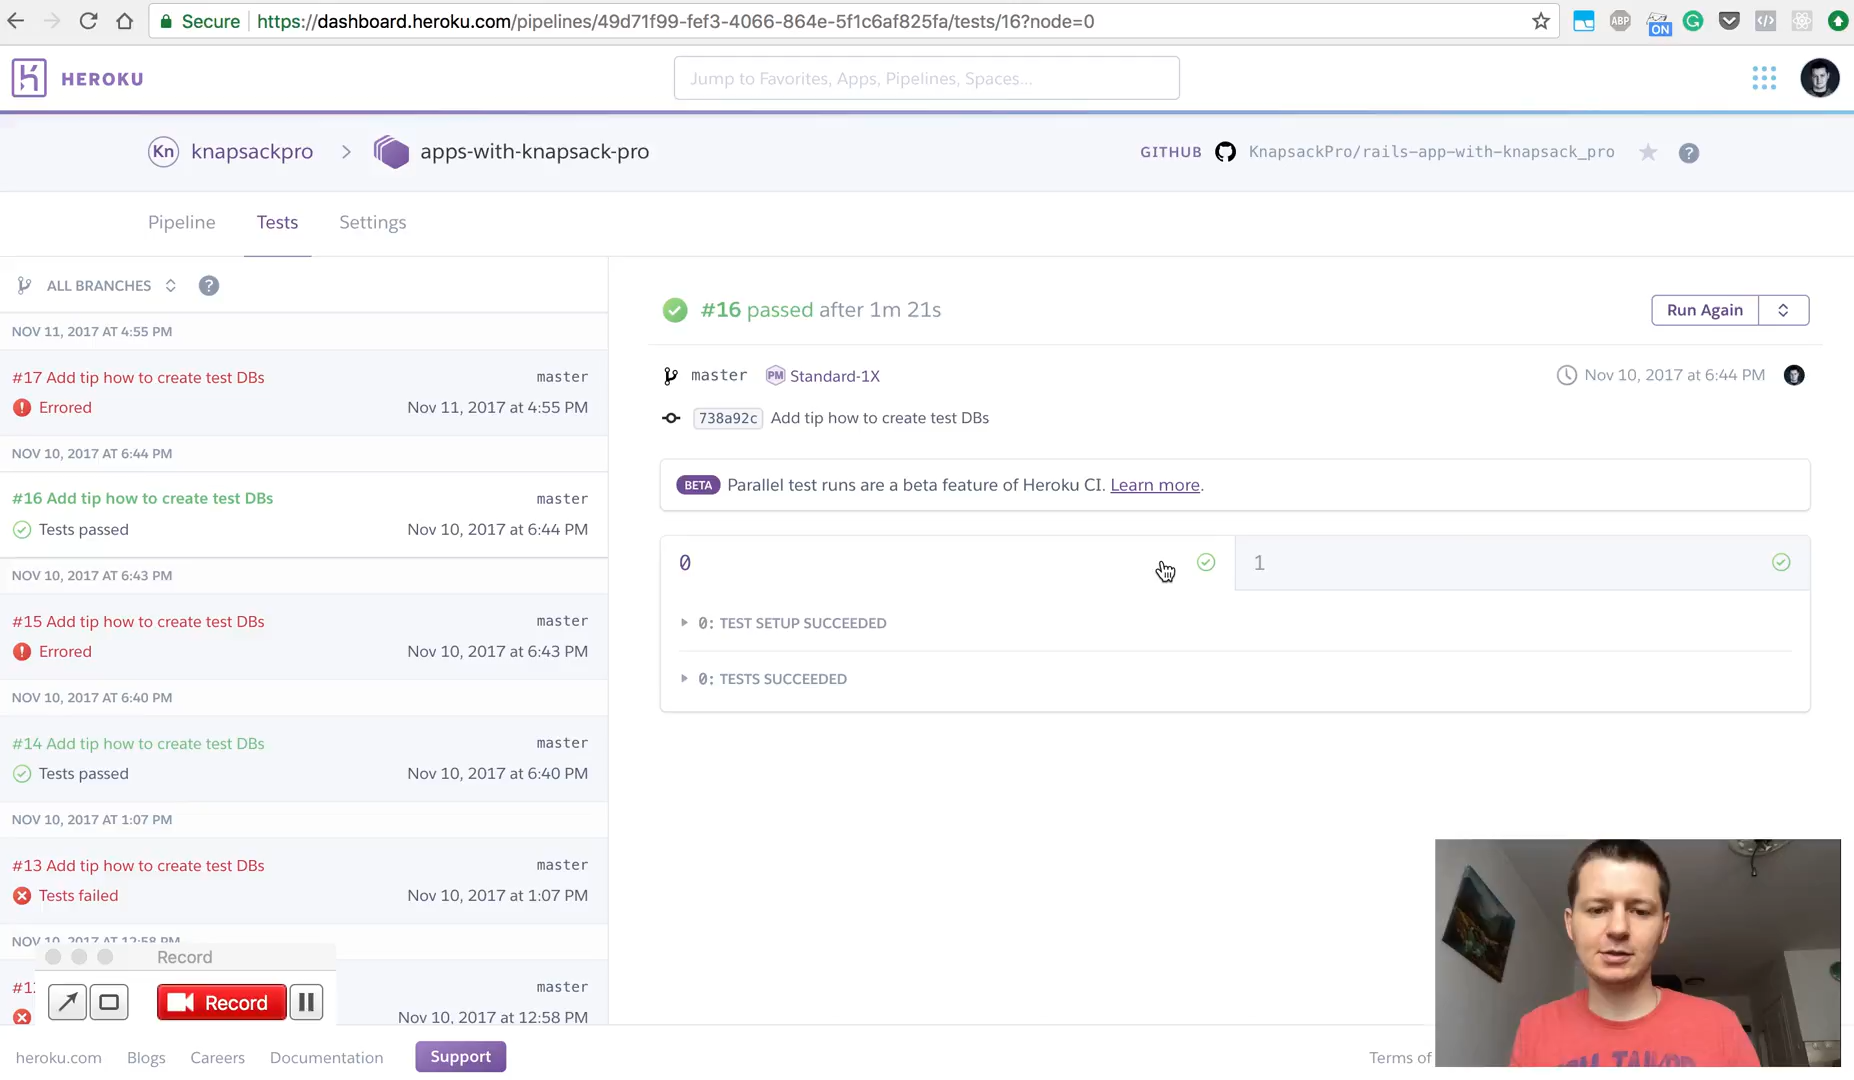 Secure https://dashboard.heroku.com/pipelines/49d71f99-fef3-4066-864e-5f1c6af825fa/tests/16?node=0
ABP
ON
HEROKU
Jump to Favorites, Apps, Pipelines, Spaces...
Kn knapsackpro > apps-with-knapsack-pro
GITHUB KnapsackPro/rails-app-with-knapsack_pro ?
Pipeline Tests Settings
ALL BRANCHES ?
NOV 11, 2017 AT 4:55 PM
#17 Add tip how to create test DBs master
Errored Nov 11, 2017 at 4:55 PM
NOV 10, 2017 AT 6:44 PM
#16 Add tip how to create test DBs master
Tests passed Nov 10, 2017 at 6:44 PM
NOV 10, 2017 AT 6:43 PM
#15 Add tip how to create test DBs master
Errored Nov 10, 2017 at 6:43 PM
NOV 10, 2017 AT 6:40 PM
#14 Add tip how to create test DBs master
Tests passed Nov 10, 2017 at 6:40 PM
NOV 10, 2017 AT 1:07 PM
#13 Add tip how to create test DBs master
Tests failed Nov 10, 2017 at 1:07 PM
NOV 10, 2017 AT 12:58 PM
#12 master
Nov 10, 2017 at 12:58 PM
Record
Record
#16 passed after 1m 21s
Run Again
master PM Standard-1X
Nov 10, 2017 at 6:44 PM
738a92c Add tip how to create test DBs
BETA Parallel test runs are a beta feature of Heroku CI. Learn more.
0 1
0: TEST SETUP SUCCEEDED
0: TESTS SUCCEEDED
heroku.com Blogs Careers Documentation Support
Terms of